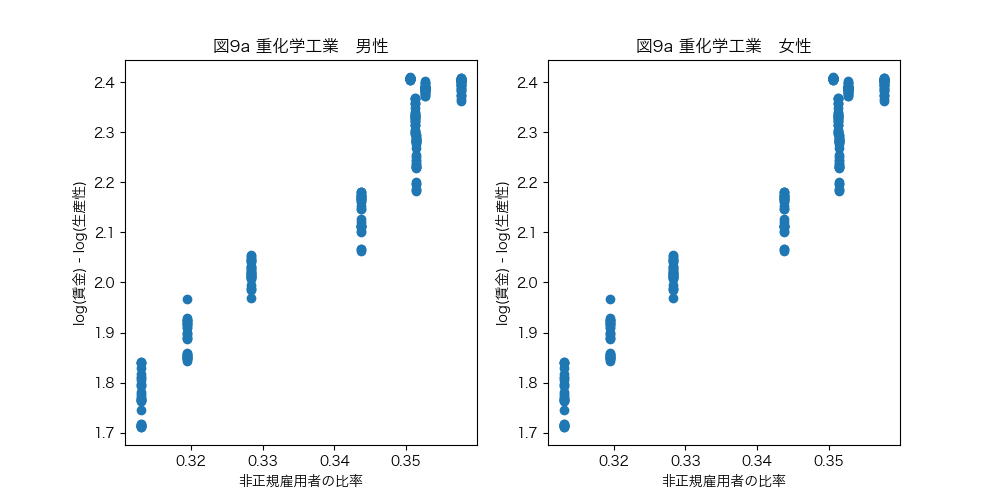 図9a 重化学工業　男性
log(賃金) - log(生産性)
2.4
2.3
2.2
2.1
2.0
1.9
1.8
1.7
0.32 0.33 0.34 0.35
非正規雇用者の比率
図9a 重化学工業　女性
log(賃金) - log(生産性)
2.4
2.3
2.2
2.1
2.0
1.9
1.8
1.7
0.32 0.33 0.34 0.35
非正規雇用者の比率